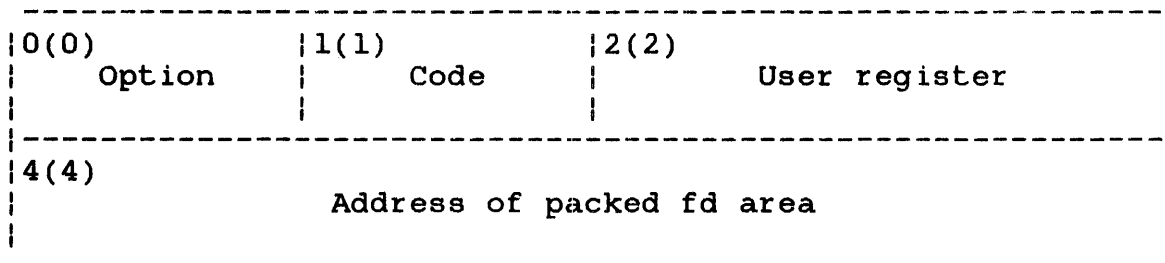 0(0) 1(1) 2(2)
Option Code User register
4(4)
Address of packed fd area